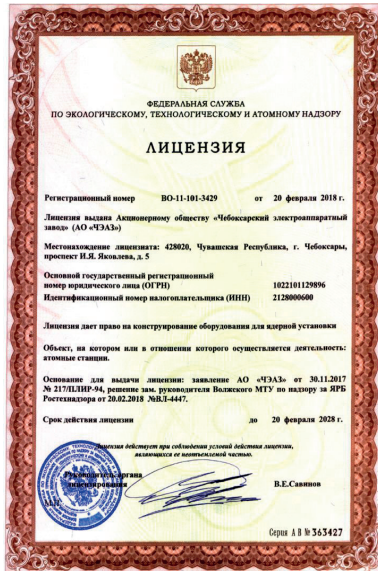 ФЕДЕРАЛЬНАЯ СЛУЖБА
ПО ЭКОЛОГИЧЕСКОМУ, ТЕХНОЛОГИЧЕСКОМУ И АТОМНОМУ НАДЗОРУ
ЛИЦЕНЗИЯ
Регистрационный номер ВО-11-101-3429 от 20 февраля 2018 г.
Лицензия выдана Акционерному обществу «Чебоксарский электроаппаратный
завод» (АО «ЧЭАЗ»)
Местонахождение лицензиата: 428020, Чувашская Республика, г. Чебоксары,
проспект И.Я. Яковлева, д. 5
Основной государственный регистрационный
номер юридического лица (ОГРН) 1022101129896
Идентификационный номер налогоплательщика (ИНН) 2128000600
Лицензия дает право на конструирование оборудования для ядерной установки
Объект, на котором или в отношении которого осуществляется деятельность:
атомные станции.
Основание для выдачи лицензии: заявление АО «ЧЭАЗ» от 30.11.2017
№ 217/ПЛИР-94, решение зам. руководителя Волжского МТУ по надзору за ЯРБ
Ростехнадзора от 20.02.2018 №ВЛ-4447.
Срок действия лицензии до 20 февраля 2028 г.
Лицензия действует при соблюдении условий действия лицензии,
являющихся ее неотъемлемой частью.
Руководитель органа
лицензирования В.Е.Савинов
Серия А В № 363427